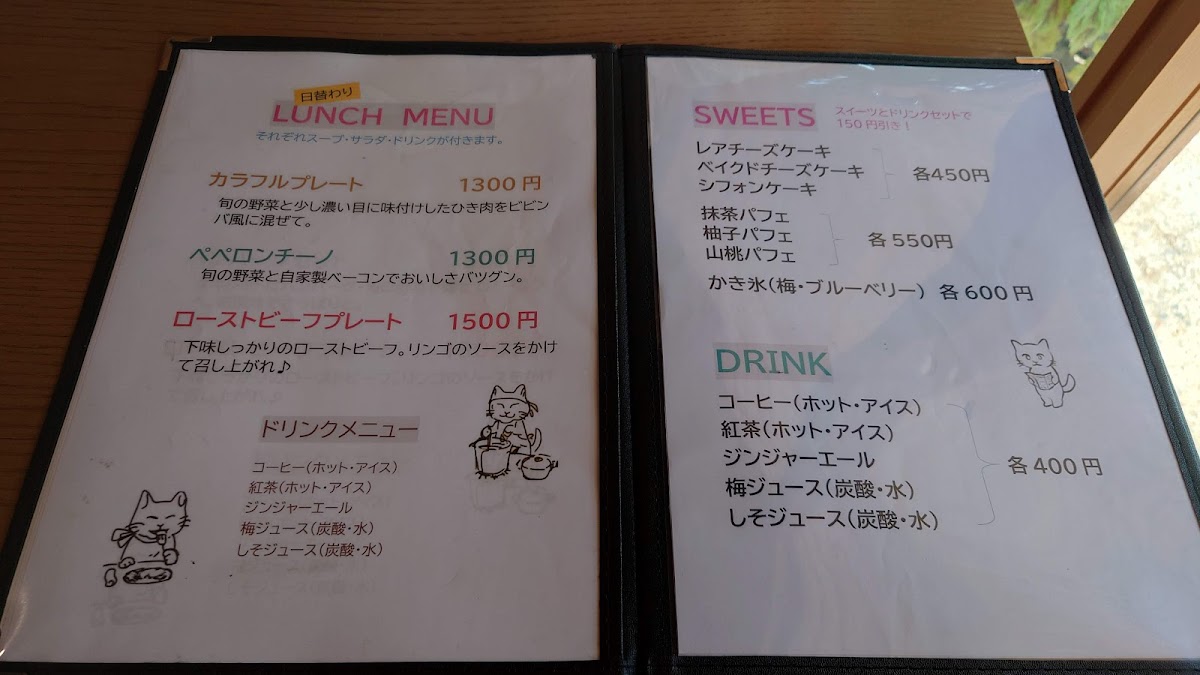 日替わり
LUNCH MENU
それぞれスープ・サラダ・ドリンクが付きます。
カラフルプレート 1300円
旬の野菜と少し濃い目に味付けしたひき肉をビビン
バ風に混ぜて。
ペペロンチーノ 1300円
旬の野菜と自家製ベーコンでおいしさバツグン。
ローストビーフプレート 1500円
下味しっかりのローストビーフ。リンゴのソースをかけ
て召し上がれ♪
ドリンクメニュー
コーヒー(ホット・アイス)
紅茶(ホット・アイス)
ジンジャーエール
梅ジュース(炭酸・水)
しそジュース(炭酸・水)
SWEETS
スイーツとドリンクセットで
150円引き!
レアチーズケーキ
ベイクドチーズケーキ
シフォンケーキ
各450円
抹茶パフェ
柚子パフェ
山桃パフェ
各550円
かき氷(梅・ブルーベリー) 各600円
DRINK
コーヒー(ホット・アイス)
紅茶(ホット・アイス)
ジンジャーエール
梅ジュース(炭酸・水)
しそジュース(炭酸・水)
各400円